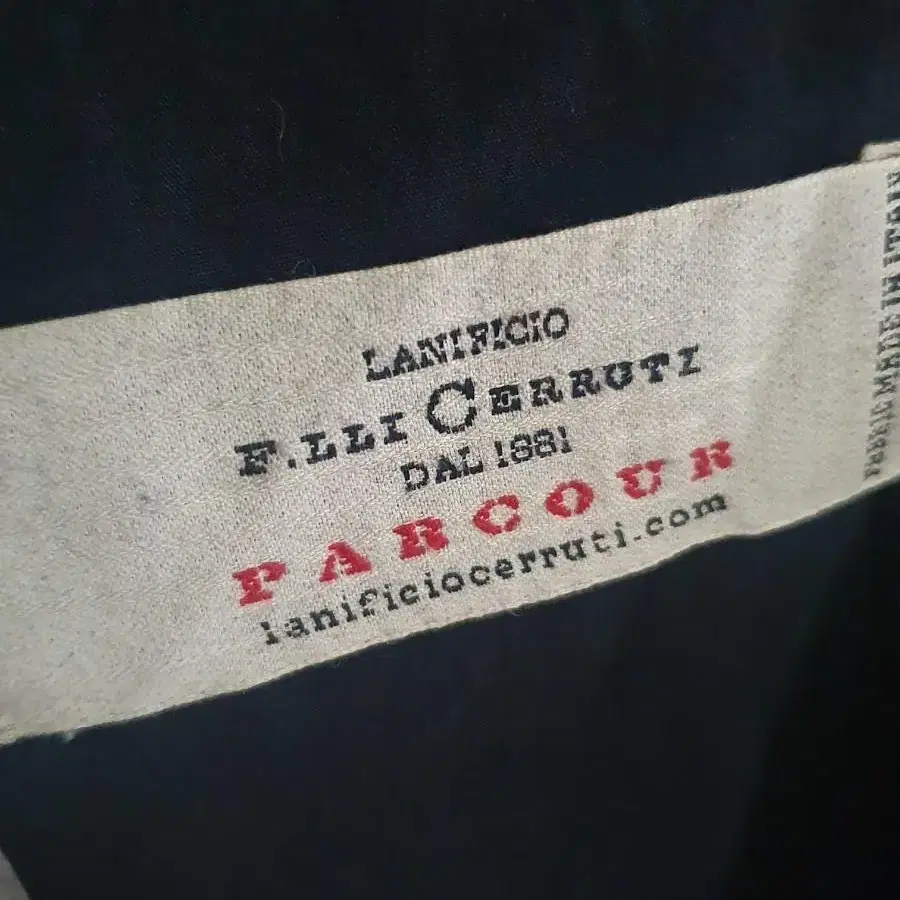 LANIFICIO
F.LLI CERRUTI
DAL 1881
PARCOUR
lanificiocerruti.com
FABRIC MADE IN ITALY